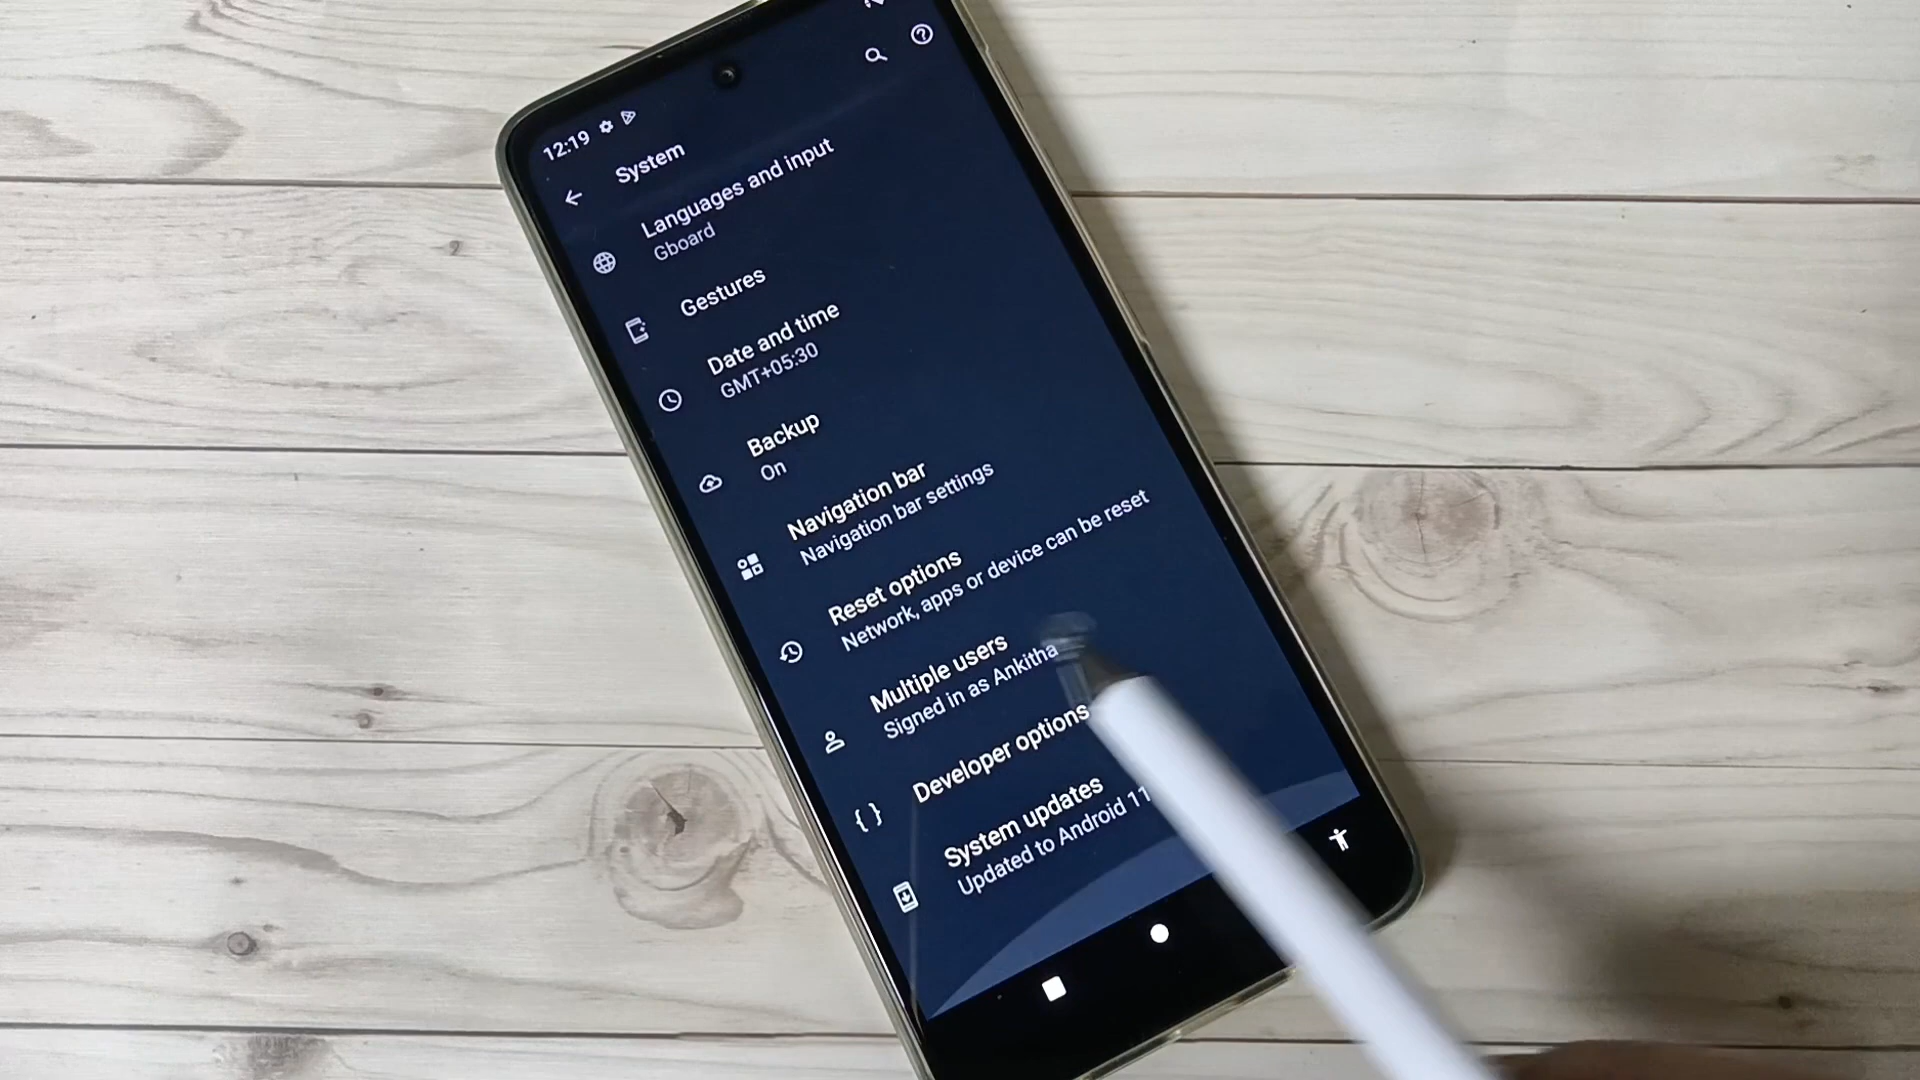 12:19
System
Languages and input
Gboard
Gestures
Date and time
GMT+05:30
Backup
On
Navigation bar
Navigation bar settings
Reset options
Network, apps or device can be reset
Multiple users
Signed in as Ankitha
Developer options
System updates
Updated to Android 11